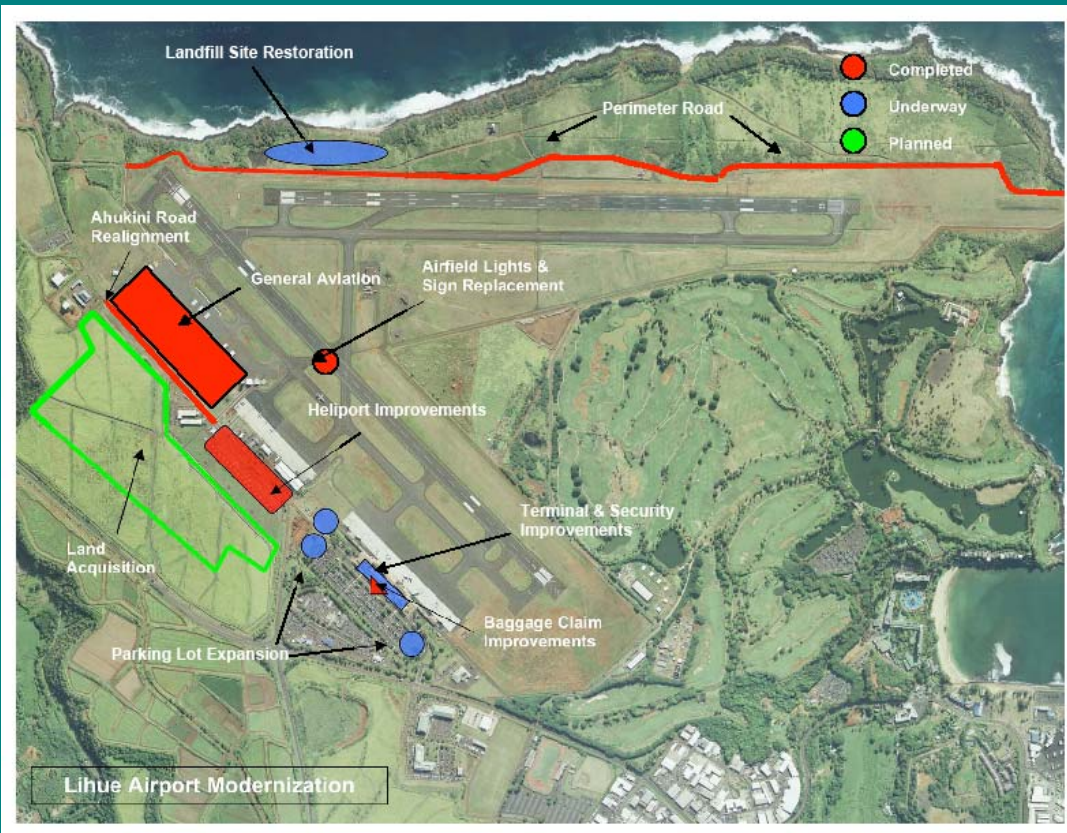 Landfill Site Restoration
Completed
Underway
Planned
Perimeter Road
Ahukini Road
Realignment
General Aviation
Airfield Lights &
Sign Replacement
Heliport Improvements
Land
Acquisition
Terminal & Security
Improvements
Baggage Claim
Improvements
Parking Lot Expansion
Lihue Airport Modernization